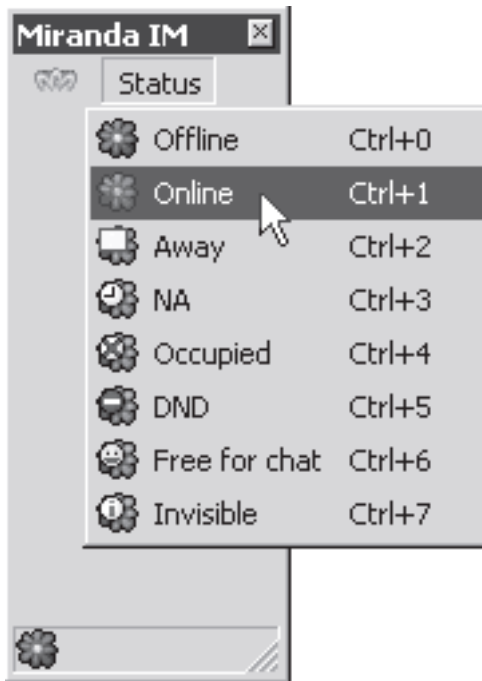 Miranda IM
Status
Offline Ctrl+0
Online Ctrl+1
Away Ctrl+2
NA Ctrl+3
Occupied Ctrl+4
DND Ctrl+5
Free for chat Ctrl+6
Invisible Ctrl+7